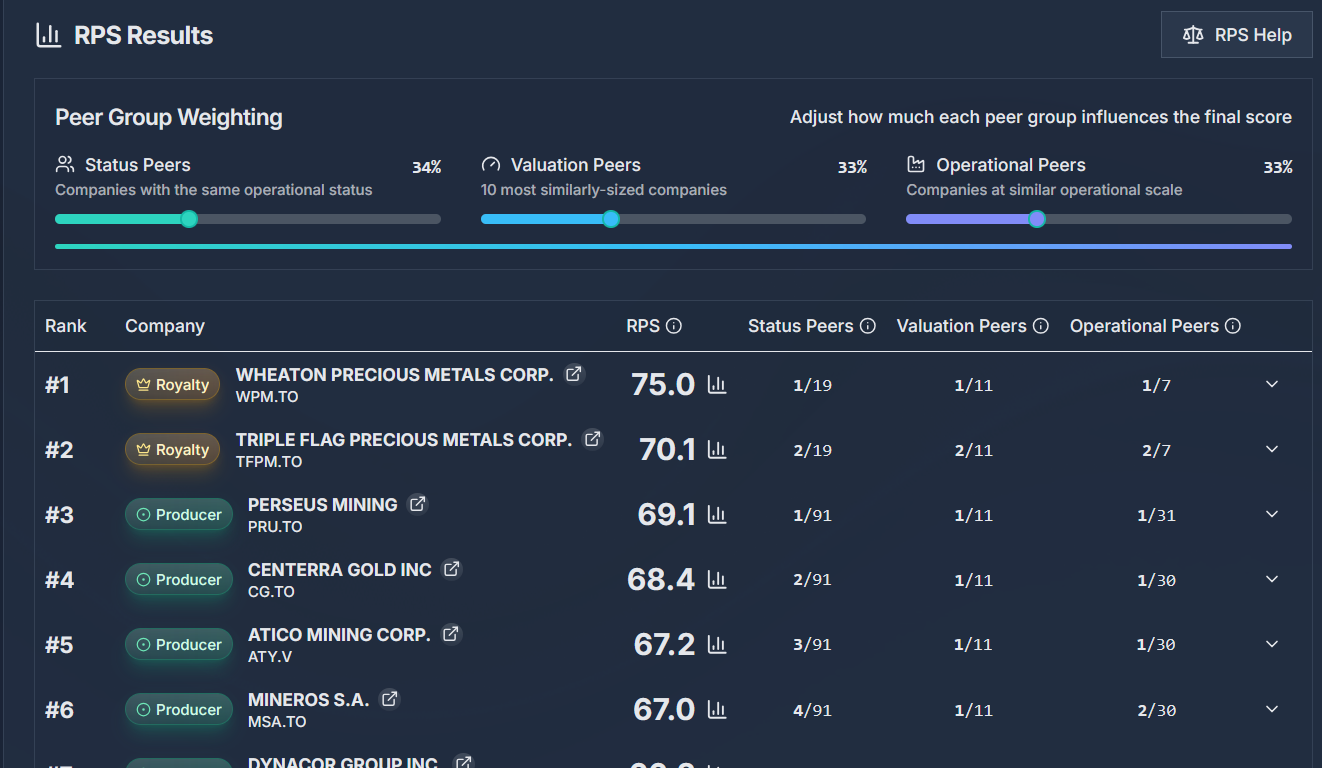 RPS Results
RPS Help
Peer Group Weighting
Adjust how much each peer group influences the final score
Status Peers 34%
Companies with the same operational status
Valuation Peers 33%
10 most similarly-sized companies
Operational Peers 33%
Companies at similar operational scale
Rank Company RPS Status Peers Valuation Peers Operational Peers
#1 Royalty WHEATON PRECIOUS METALS CORP. 75.0 1/19 1/11 1/7
WPM.TO
#2 Royalty TRIPLE FLAG PRECIOUS METALS CORP. 70.1 2/19 2/11 2/7
TFPM.TO
#3 Producer PERSEUS MINING 69.1 1/91 1/11 1/31
PRU.TO
#4 Producer CENTERRA GOLD INC 68.4 2/91 1/11 1/30
CG.TO
#5 Producer ATICO MINING CORP. 67.2 3/91 1/11 1/30
ATY.V
#6 Producer MINEROS S.A. 67.0 4/91 1/11 2/30
MSA.TO
DYNACOR GROUP INC